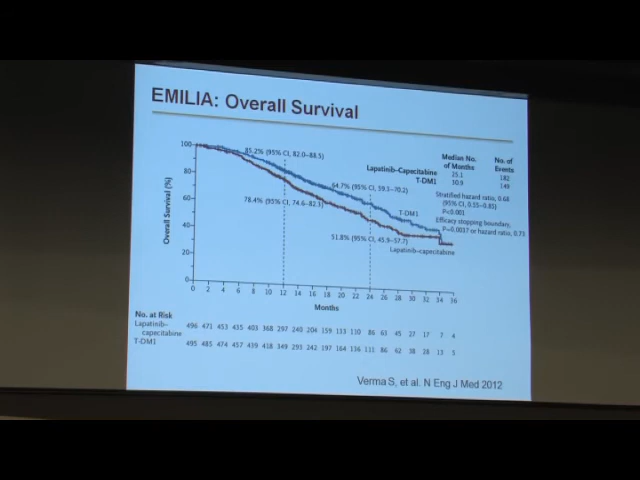 EMILIA: Overall Survival
Median No. of Months
No. of Events
Lapatinib–Capecitabine 25.1 182
T-DM1 30.9 149
Stratified hazard ratio, 0.68
(95% CI, 0.55–0.85)
P<0.001
Efficacy stopping boundary,
P=0.0037 or hazard ratio, 0.73
85.2% (95% CI, 82.0–88.5)
64.7% (95% CI, 59.3–70.2)
78.4% (95% CI, 74.6–82.3)
51.8% (95% CI, 45.9–57.7)
T-DM1
Lapatinib-capecitabine
Overall Survival (%)
100
80
60
40
20
0
0 2 4 6 8 10 12 14 16 18 20 22 24 26 28 30 32 34 36
Months
No. at Risk
Lapatinib–
capecitabine 496 471 453 435 403 368 297 240 204 159 133 110 86 63 45 27 17 7 4
T-DM1 495 485 474 457 439 418 349 293 242 197 164 136 111 86 62 38 28 13 5
Verma S, et al. N Eng J Med 2012